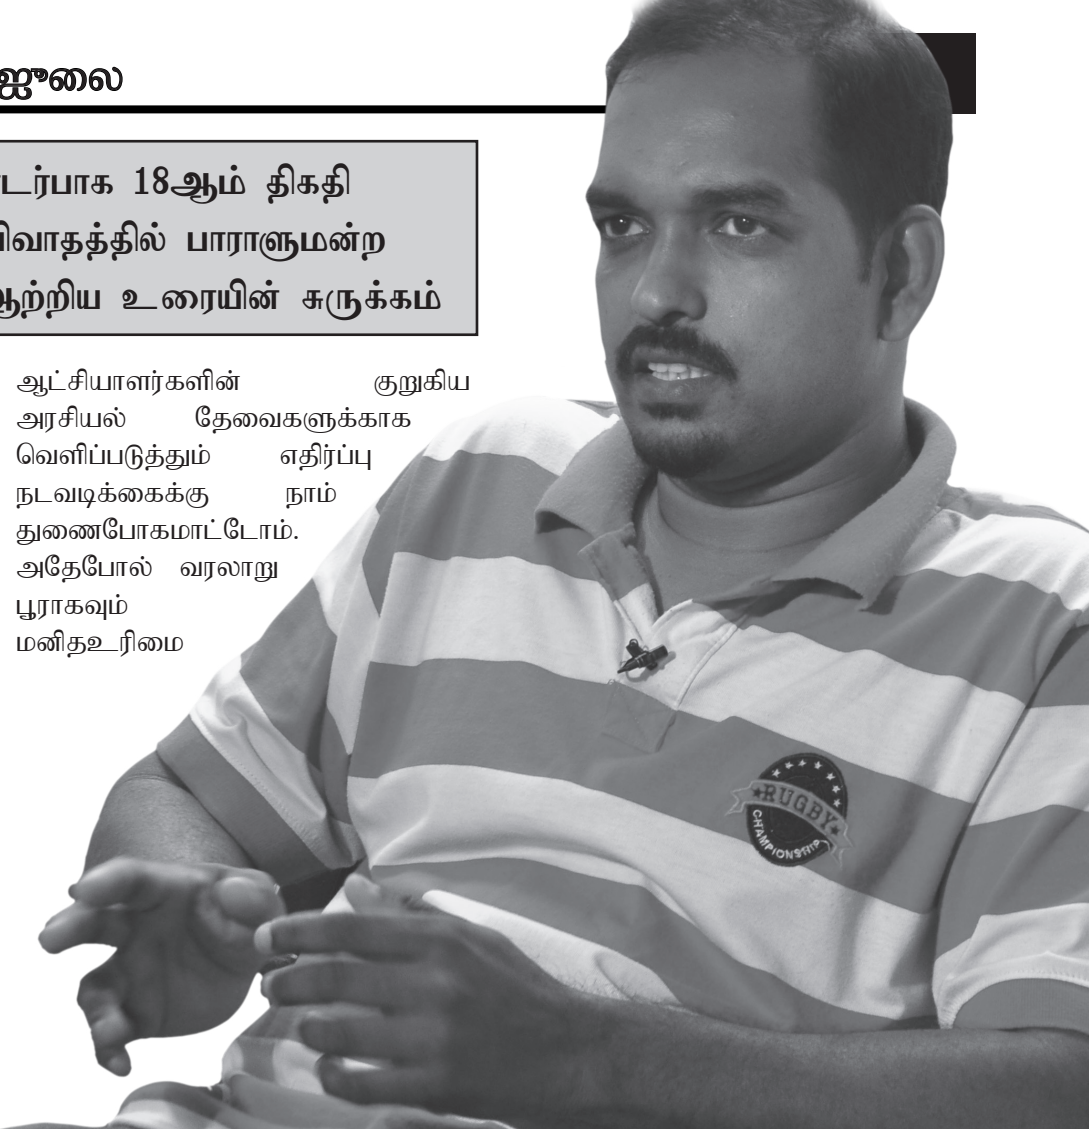 ஜூலை
டர்பாக 18ஆம் திகதி
விவாதத்தில் பாராளுமன்ற
ஆற்றிய உரையின் சுருக்கம்
ஆட்சியாளர்களின் குறுகிய
அரசியல் தேவைகளுக்காக
வெளிப்படுத்தும் எதிர்ப்பு
நடவடிக்கைக்கு நாம்
துணைபோகமாட்டோம்.
அதேபோல் வரலாறு
பூராகவும்
மனிதஉரிமை
RUGBY
CHAMPIONSHIP